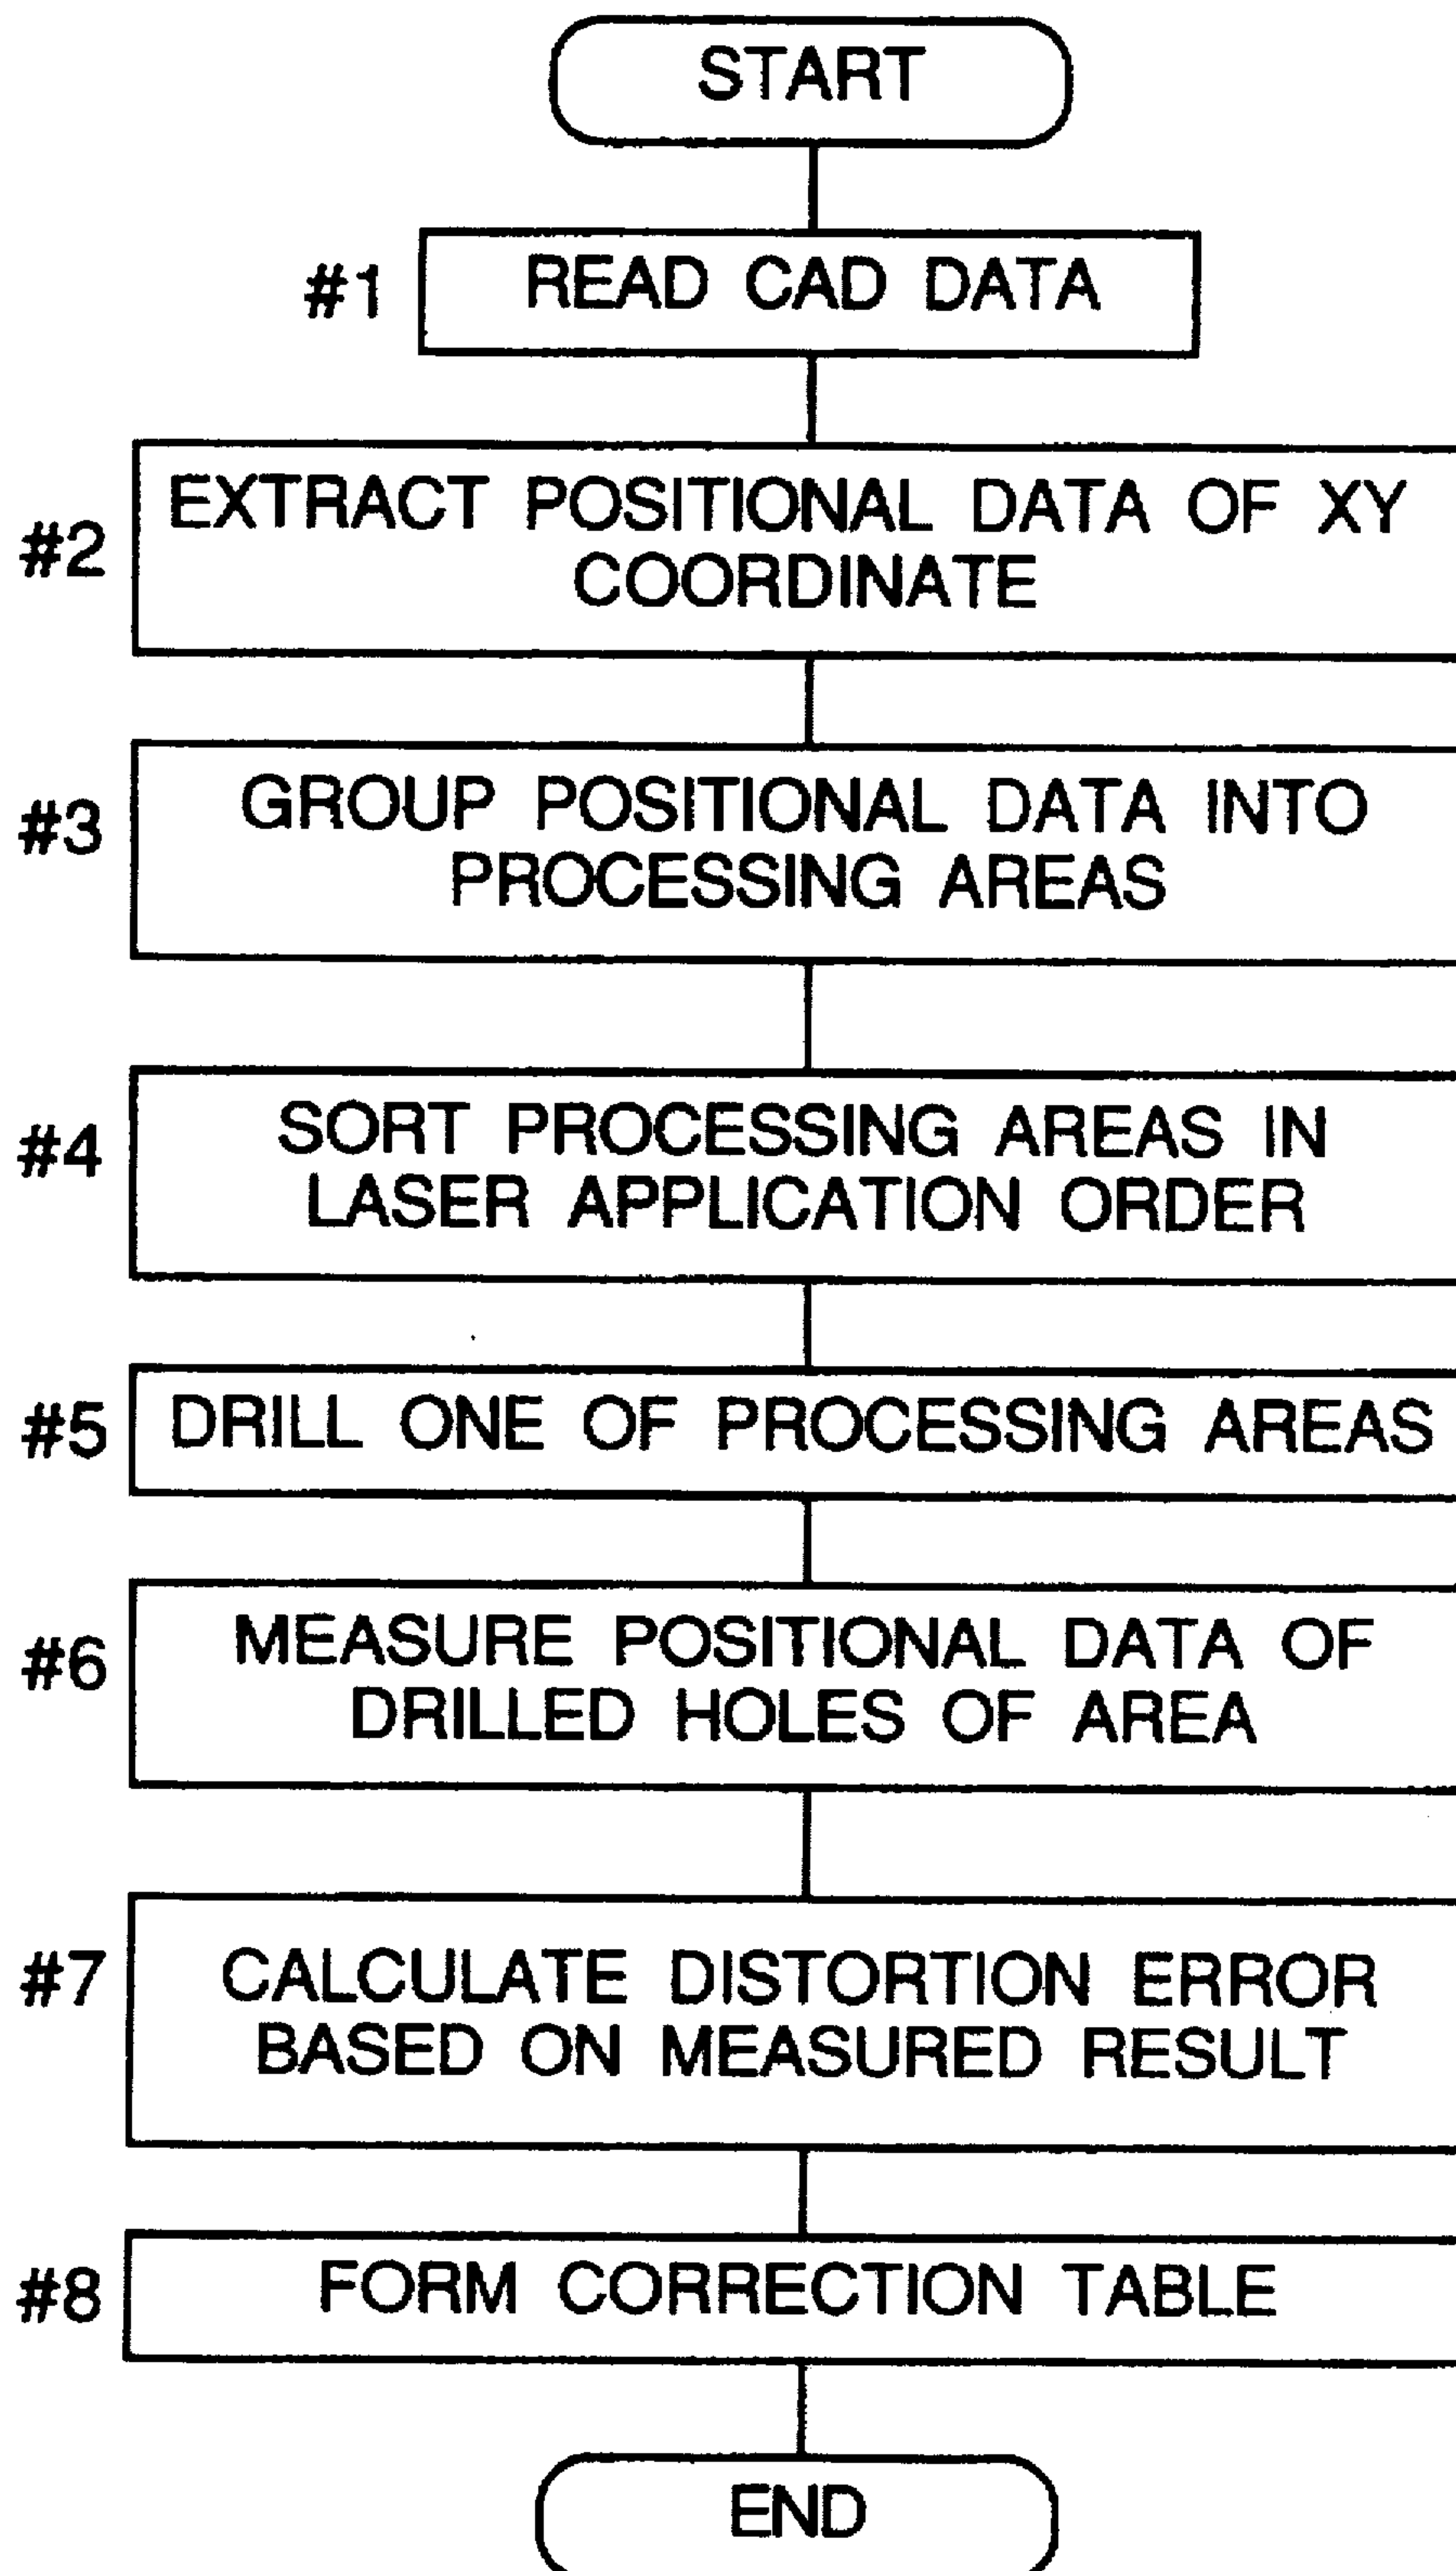 START
#1 READ CAD DATA
#2 EXTRACT POSITIONAL DATA OF XY
COORDINATE
#3 GROUP POSITIONAL DATA INTO
PROCESSING AREAS
#4 SORT PROCESSING AREAS IN
LASER APPLICATION ORDER
#5 DRILL ONE OF PROCESSING AREAS
#6 MEASURE POSITIONAL DATA OF
DRILLED HOLES OF AREA
#7 CALCULATE DISTORTION ERROR
BASED ON MEASURED RESULT
#8 FORM CORRECTION TABLE
END